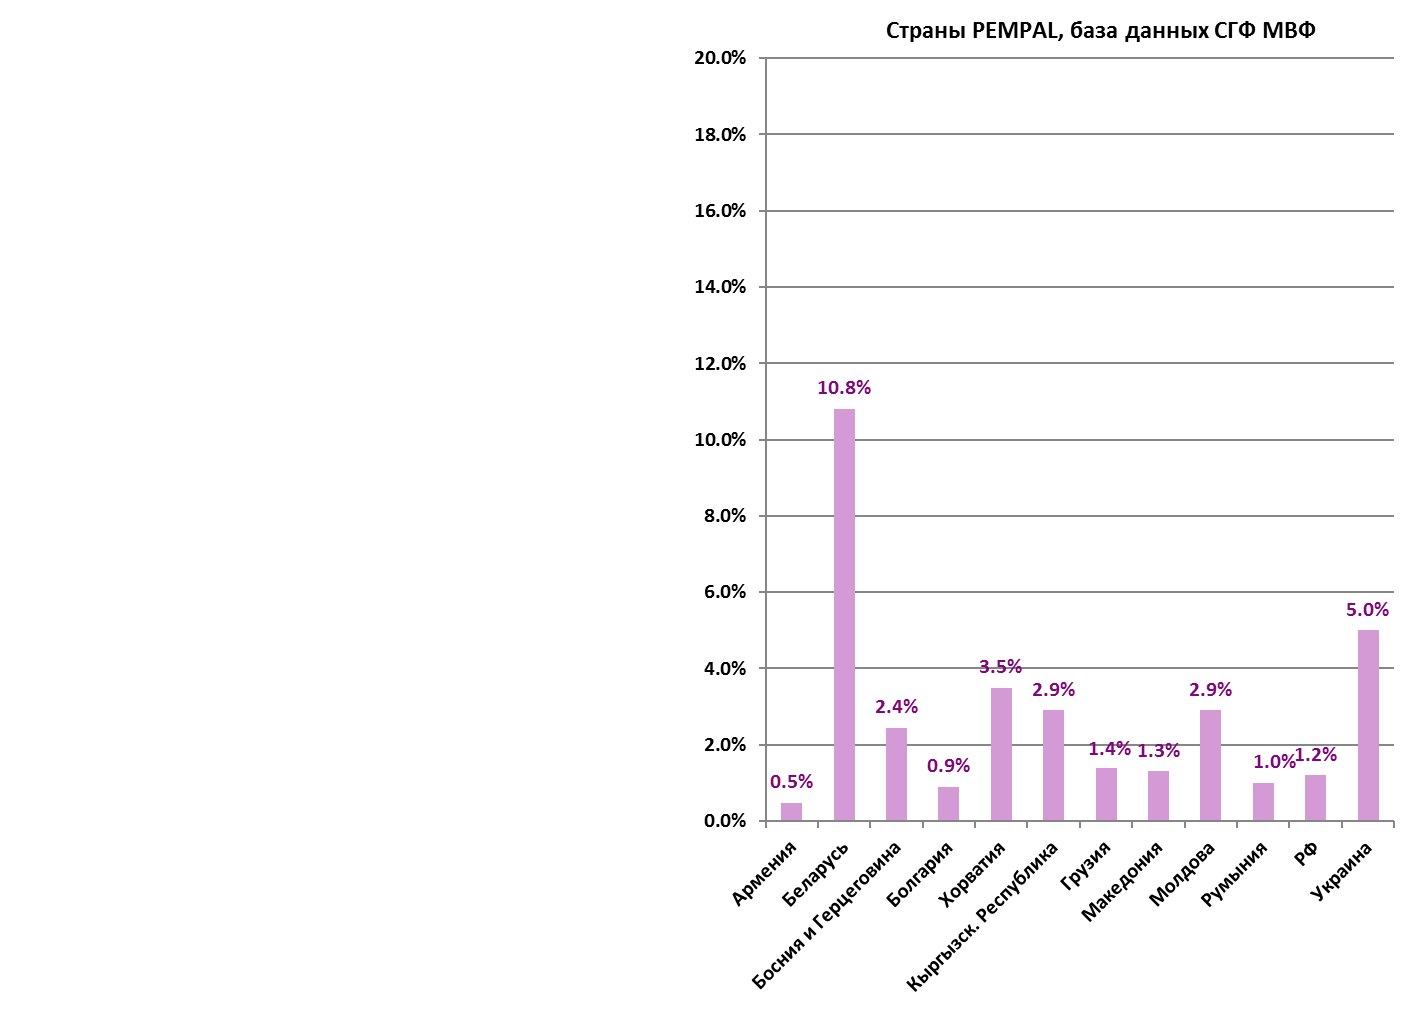 Страны PEMPAL, база данных СГФ МВФ
20.0%
18.0%
16.0%
14.0%
12.0%
10.0%
8.0%
6.0%
4.0%
2.0%
0.0%
0.5%
10.8%
2.4%
0.9%
3.5%
2.9%
1.4%
1.3%
2.9%
1.0%
1.2%
5.0%
Армения
Беларусь
Босния и Герцеговина
Болгария
Хорватия
Кыргызск. Республика
Грузия
Македония
Молдова
Румыния
РФ
Украина